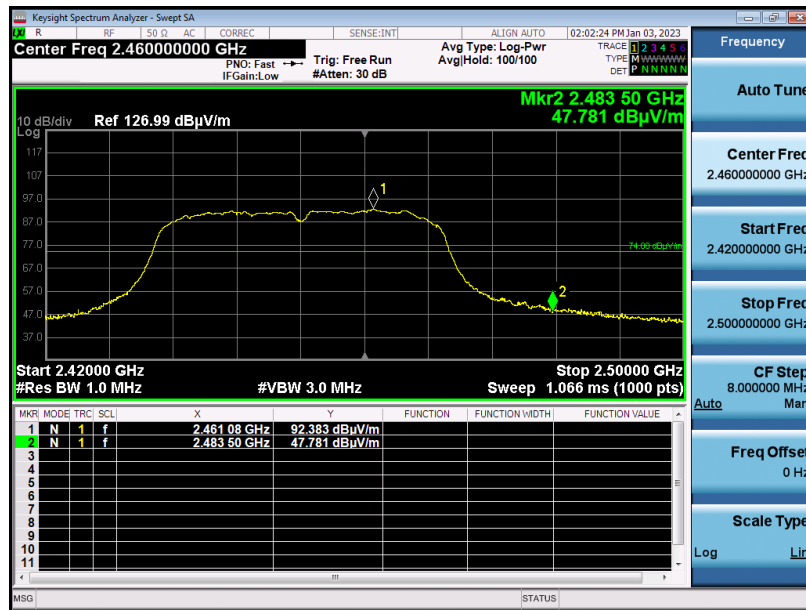 Keysight Spectrum Analyzer - Swept SA
R RF 50 Ω AC CORREC SENSE:INT ALIGN AUTO 02:02:24 PM Jan 03, 2023
Center Freq 2.460000000 GHz
PNO: Fast
IFGain:Low
Trig: Free Run
#Atten: 30 dB
Avg Type: Log-Pwr
Avg|Hold: 100/100
TRACE 1 2 3 4 5 6
TYPE M W W W W W
DET P N N N N N
Frequency
Mkr2 2.483 50 GHz
47.781 dBµV/m
10 dB/div Ref 126.99 dBµV/m
Log
117
107
97.0
87.0
77.0
67.0
57.0
47.0
37.0
1
74.00 dBµV/m
2
Start 2.42000 GHz
Stop 2.50000 GHz
#Res BW 1.0 MHz #VBW 3.0 MHz Sweep 1.066 ms (1000 pts)
MKR MODE TRC SCL X Y FUNCTION FUNCTION WIDTH FUNCTION VALUE
1 N 1 f 2.461 08 GHz 92.383 dBµV/m
2 N 1 f 2.483 50 GHz 47.781 dBµV/m
3
4
5
6
7
8
9
10
11
MSG STATUS
Auto Tune
Center Freq
2.460000000 GHz
Start Freq
2.420000000 GHz
Stop Freq
2.500000000 GHz
CF Step
8.000000 MHz
Auto Man
Freq Offset
0 Hz
Scale Type
Log Lin